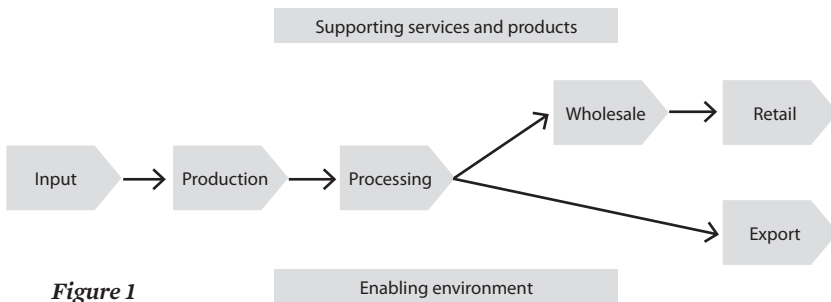 Supporting services and products
Wholesale
Retail
Input
Production
Processing
Export
Figure 1
Enabling environment